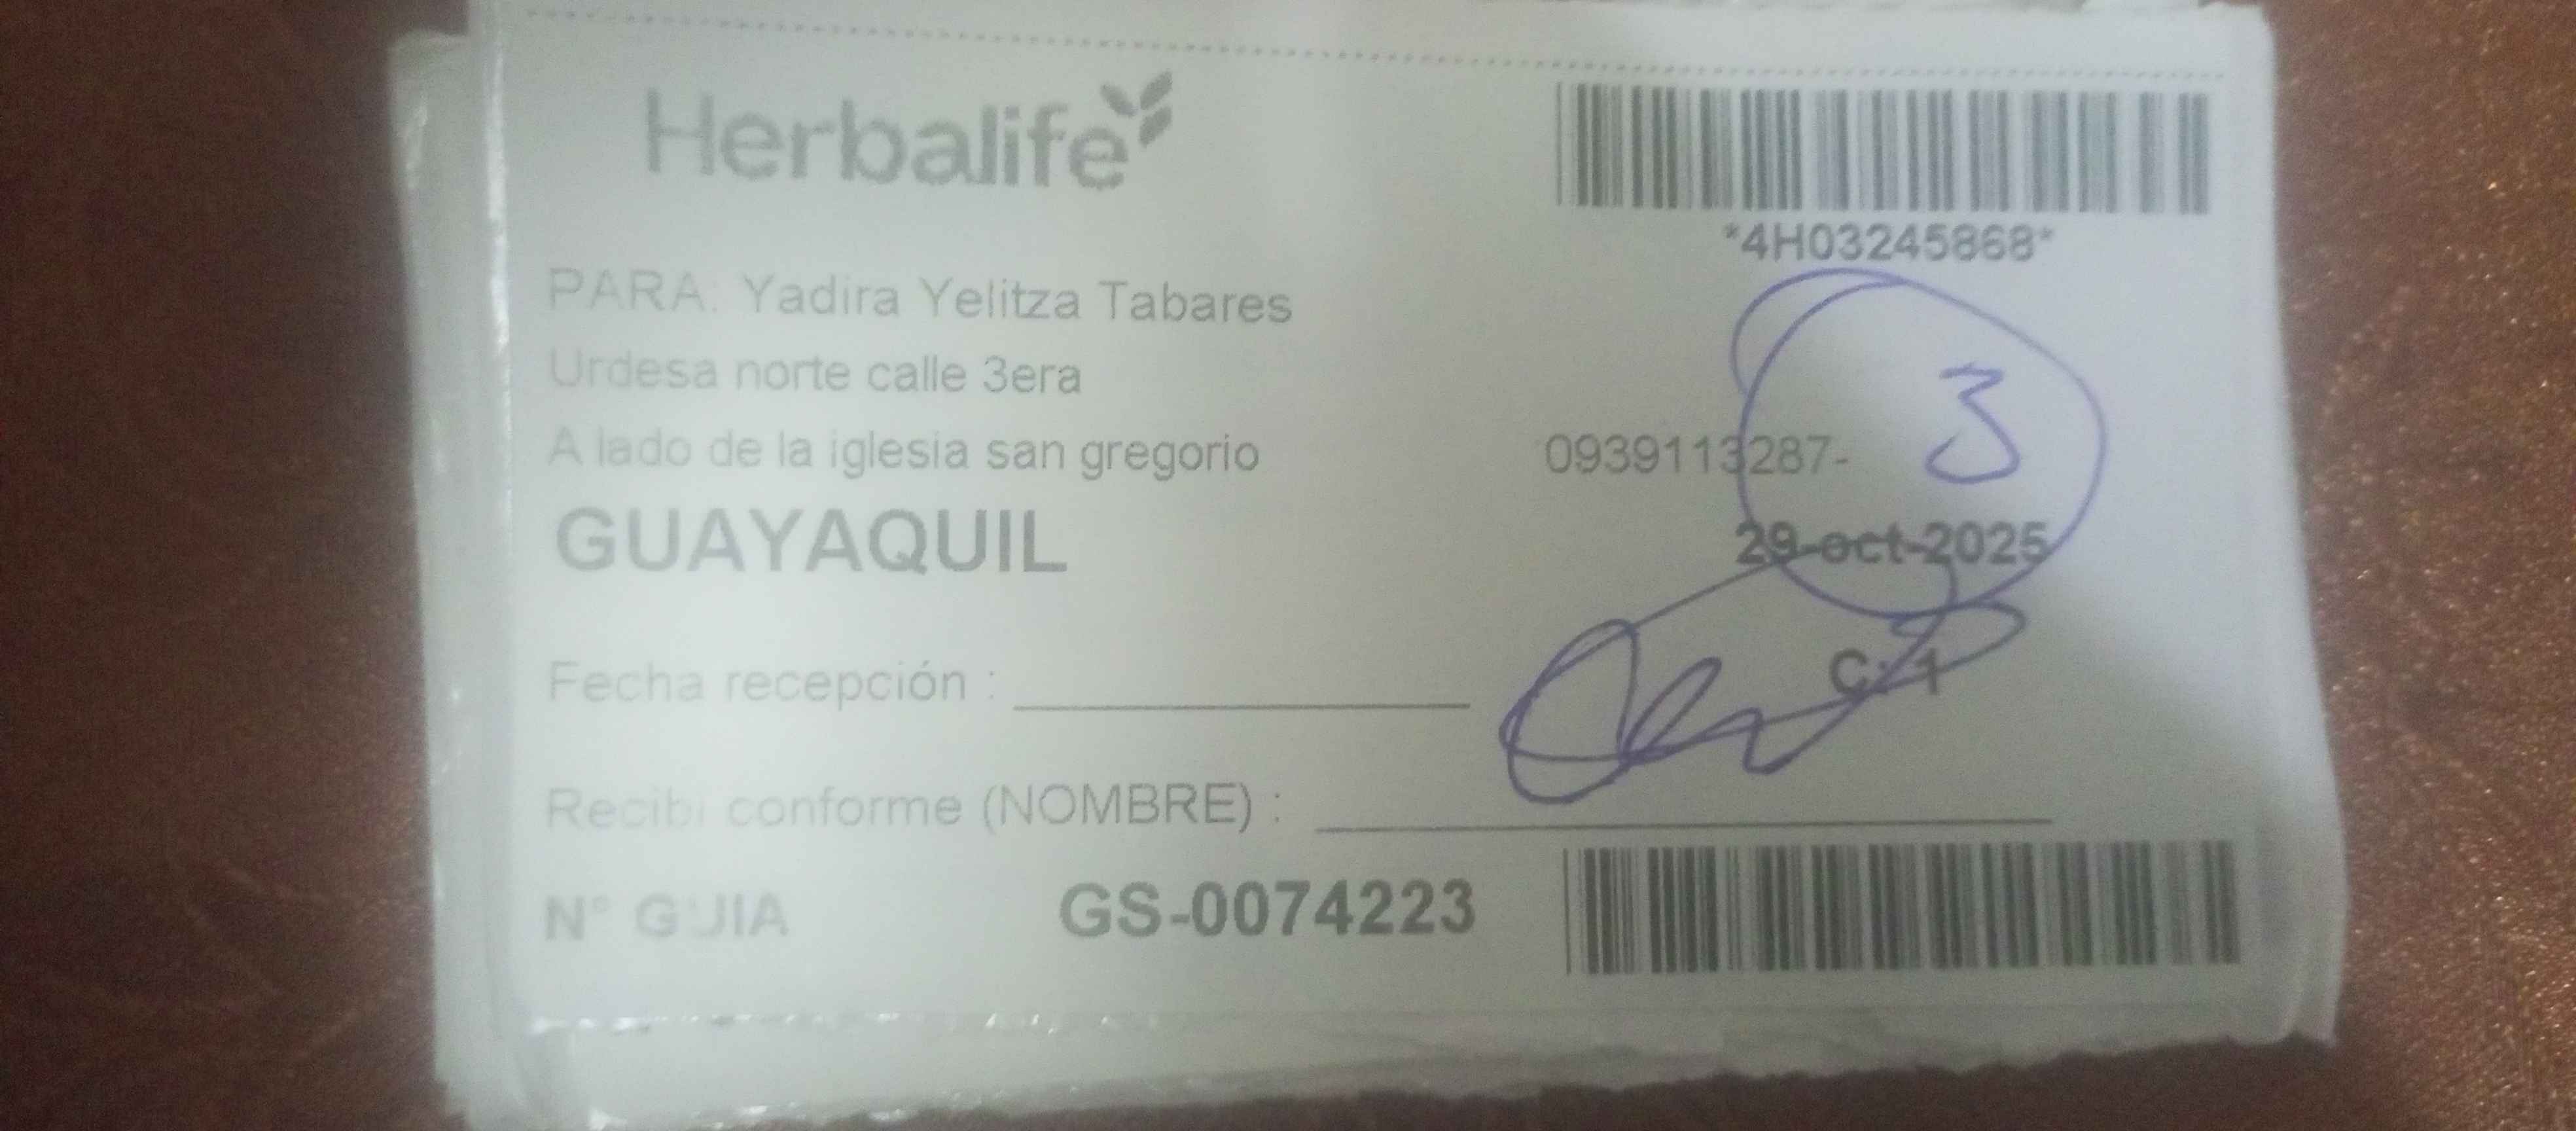 Herbalife
*4H03245868*
PARA: Yadira Yelitza Tabares
Urdesa norte calle 3era
A lado de la iglesia san gregorio
0939113287-
3
GUAYAQUIL
29-oct-2025
C: 1
Fecha recepción :
Recibí conforme (NOMBRE) :
N° GUIA GS-0074223